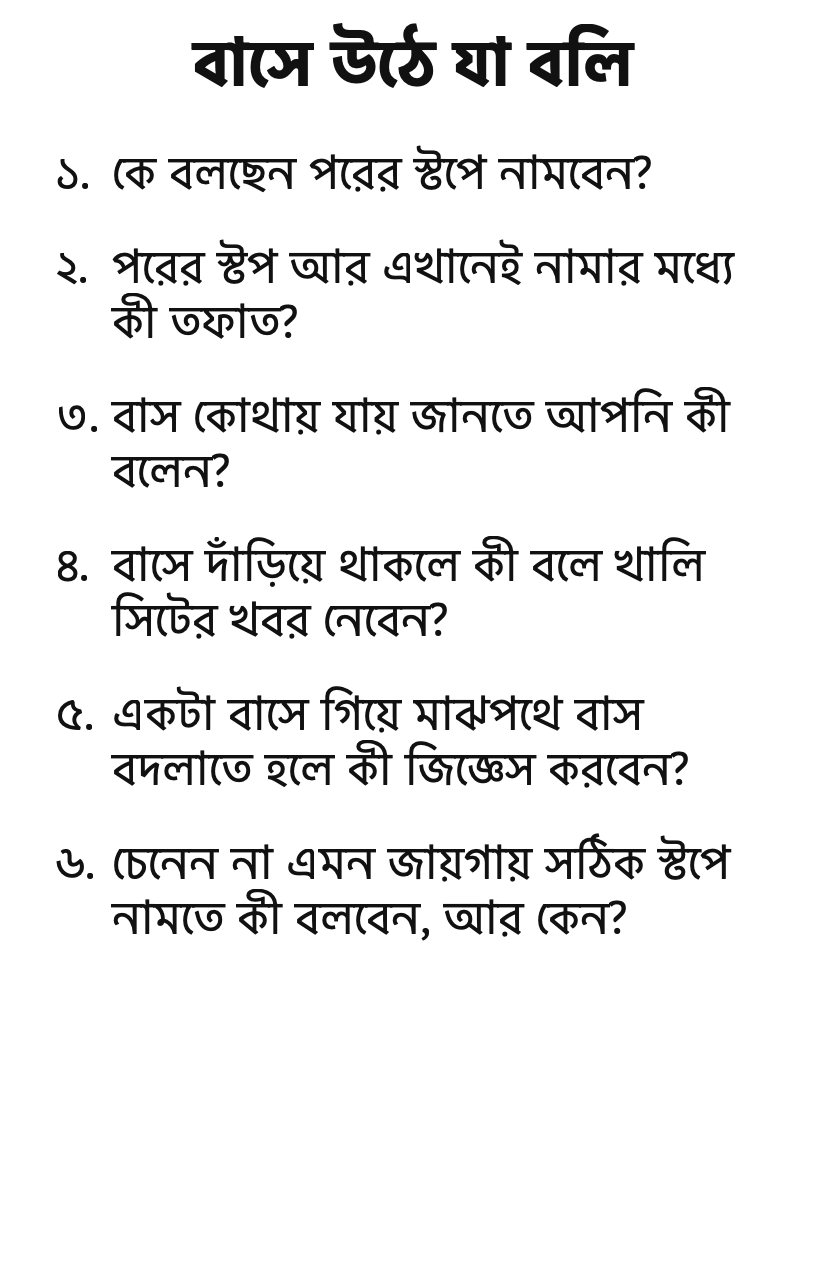 বাসে উঠে যা বলি
১. কে বলছেন পরের স্টপে নামবেন?
২. পরের স্টপ আর এখানেই নামার মধ্যে
কী তফাত?
৩. বাস কোথায় যায় জানতে আপনি কী
বলেন?
৪. বাসে দাঁড়িয়ে থাকলে কী বলে খালি
সিটের খবর নেবেন?
৫. একটা বাসে গিয়ে মাঝপথে বাস
বদলাতে হলে কী জিজ্ঞেস করবেন?
৬. চেনেন না এমন জায়গায় সঠিক স্টপে
নামতে কী বলবেন, আর কেন?